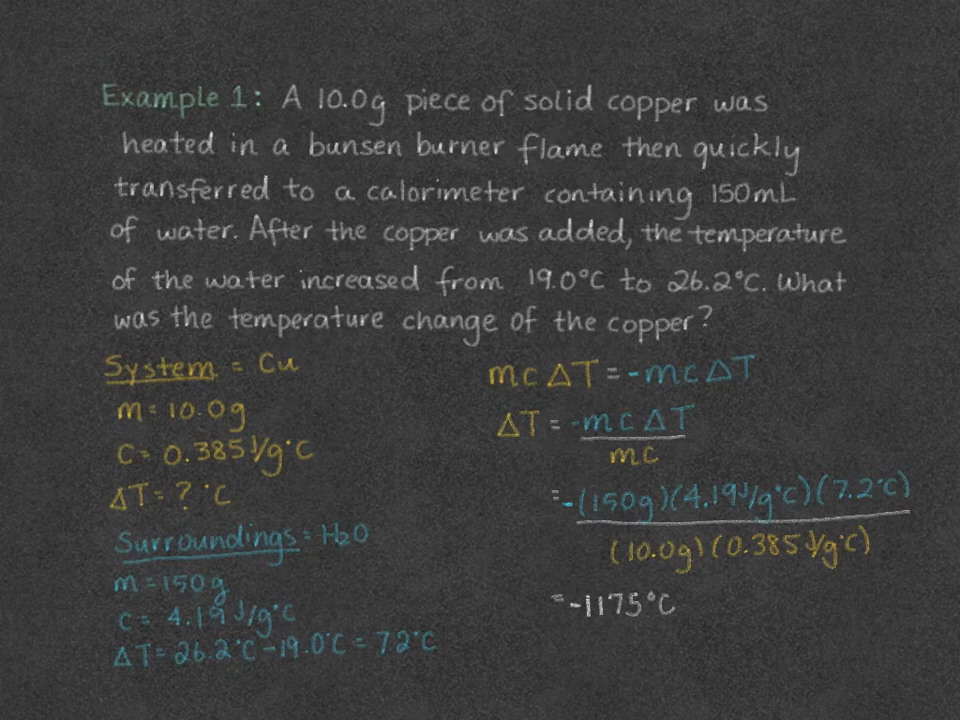 Example 1: A 10.0g piece of solid copper was
heated in a bunsen burner flame then quickly
transferred to a calorimeter containing 150mL
of water. After the copper was added, the temperature
of the water increased from 19.0°C to 26.2°C. What
was the temperature change of the copper?
System = Cu
m = 10.0g
C = 0.385 J/g°C
ΔT = ? °C
Surroundings = H₂O
m = 150g
c = 4.19 J/g°C
ΔT = 26.2°C - 19.0°C = 7.2°C
mcΔT = -mcΔT
ΔT = -mcΔT
mc
= -(150g)(4.19 J/g°C)(7.2°C)
(10.0g)(0.385 J/g°C)
= -1175°C